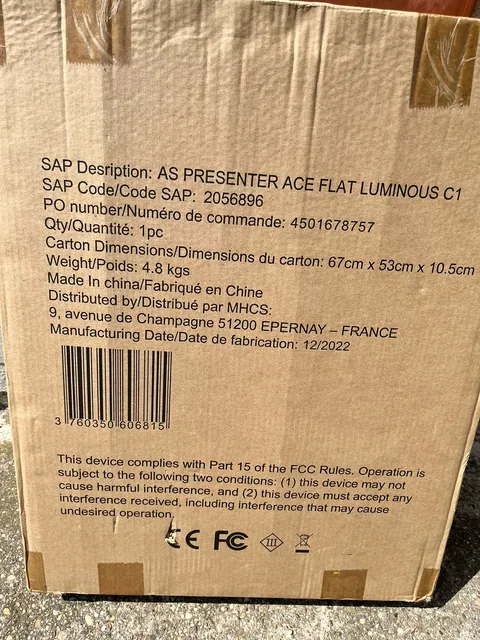 SAP Desription: AS PRESENTER ACE FLAT LUMINOUS C1
SAP Code/Code SAP: 2056896
PO number/Numéro de commande: 4501678757
Qty/Quantité: 1pc
Carton Dimensions/Dimensions du carton: 67cm x 53cm x 10.5cm
Weight/Poids: 4.8 kgs
Made In china/Fabriqué en Chine
Distributed by/Distribué par MHCS:
9, avenue de Champagne 51200 EPERNAY – FRANCE
Manufacturing Date/Date de fabrication: 12/2022
3 760350 606815
This device complies with Part 15 of the FCC Rules. Operation is
subject to the following two conditions: (1) this device may not
cause harmful interference, and (2) this device must accept any
interference received, including interference that may cause
undesired operation.
CE FC III